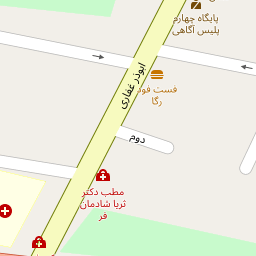 پایگاه چهارم
پلیس آگاهی
ابوذر غفاری
فست فود
رگا
دوم
مطب دکتر
ثریا شادمان
فر